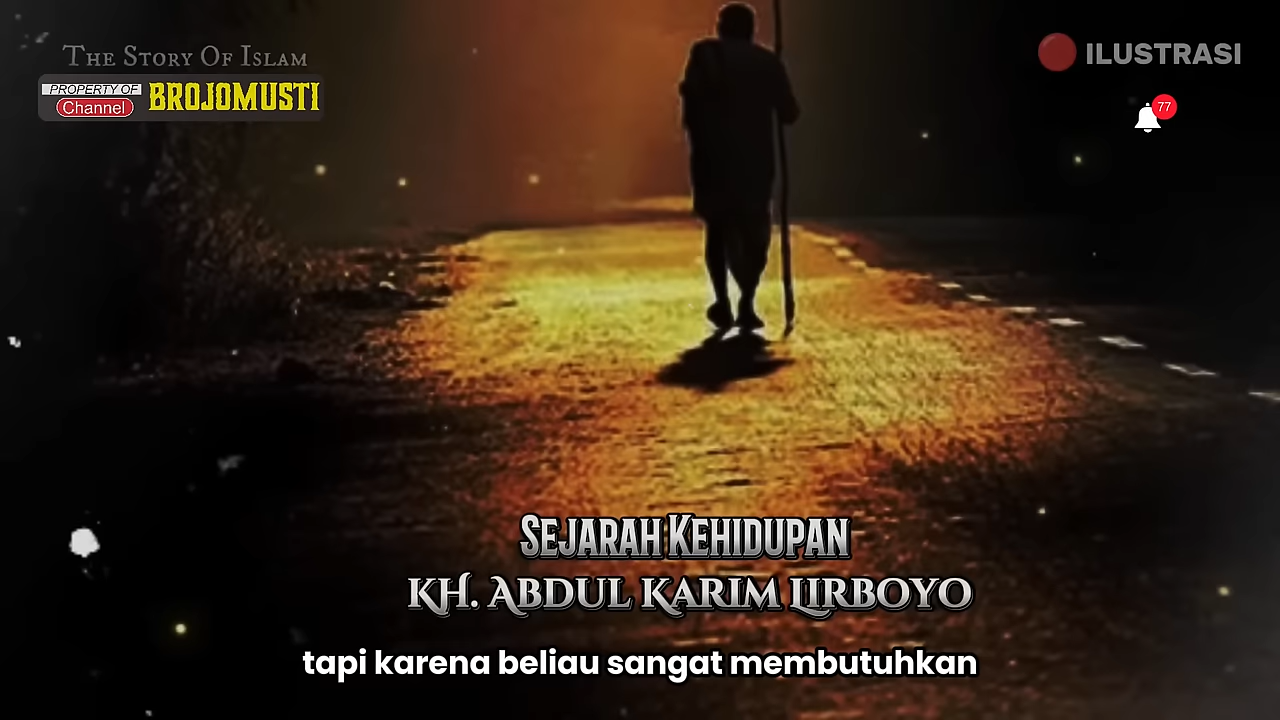 The Story Of Islam
PROPERTY OF
Channel
BROJOMUSTI
ILUSTRASI
77
Sejarah Kehidupan
KH. Abdul Karim Lirboyo
tapi karena beliau sangat membutuhkan